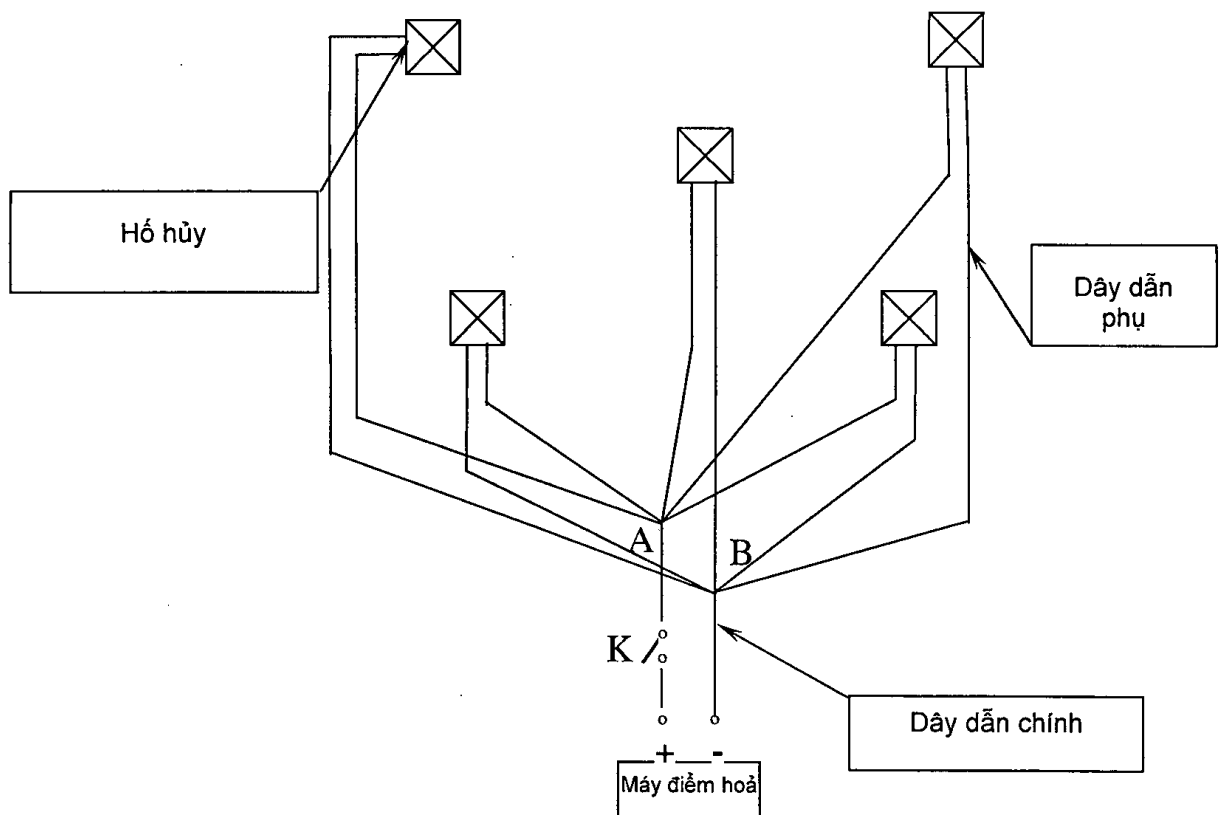 Hố hủy
Dây dẫn
phụ
A
B
K
Dây dẫn chính
+ -
Máy điểm hoả